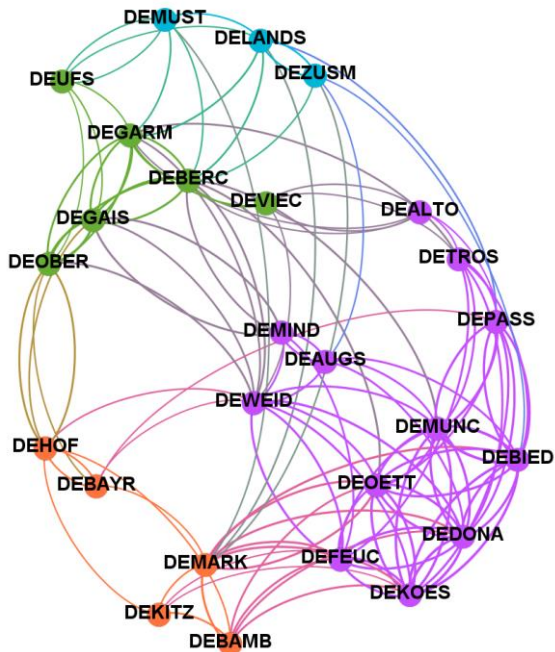 DEMUST
DELANDS
DEZUSM
DEUFS
DEGARM
DEBERC
DEVIEC
DEALTO
DEGAIS
DETROS
DEOBER
DEPASS
DEMIND
DEAUGS
DEWEID
DEMUNC
DEHOF
DEBIED
DEBAYR
DEOETT
DEDONA
DEMARK
DEFEUC
DEKOES
DEKITZ
DEBAMB